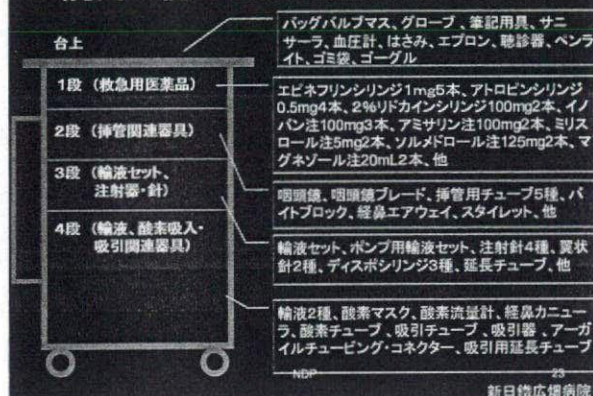 台上
バッグバルブマス、グローブ、筆記用具、サニ
サーラ、血圧計、はさみ、エプロン、聴診器、ペンラ
イト、ゴミ袋、ゴーグル
1段（救急用医薬品）
エピネフリンシリンジ1mg5本、アトロピンシリンジ
0.5mg4本、2%リドカインシリンジ100mg2本、イノ
バン注100mg3本、アミサリン注100mg2本、ミリス
ロール注5mg2本、ソルメドロール注125mg2本、マ
グネゾール注20mL2本、他
2段（挿管関連器具）
咽頭鏡、咽頭鏡ブレード、挿管用チューブ5種、バ
イトブロック、経鼻エアウェイ、スタイレット、他
3段（輸液セット、
注射器・針）
輸液セット、ポンプ用輸液セット、注射針4種、翼状
針2種、ディスポシリンジ3種、延長チューブ、他
4段（輸液、酸素吸入・
吸引関連器具）
輸液2種、酸素マスク、酸素流量計、経鼻カニュー
ラ、酸素チューブ、吸引チューブ、吸引器、アーガ
イルチュービング・コネクター、吸引用延長チューブ
NDP
23
新日鐵広畑病院